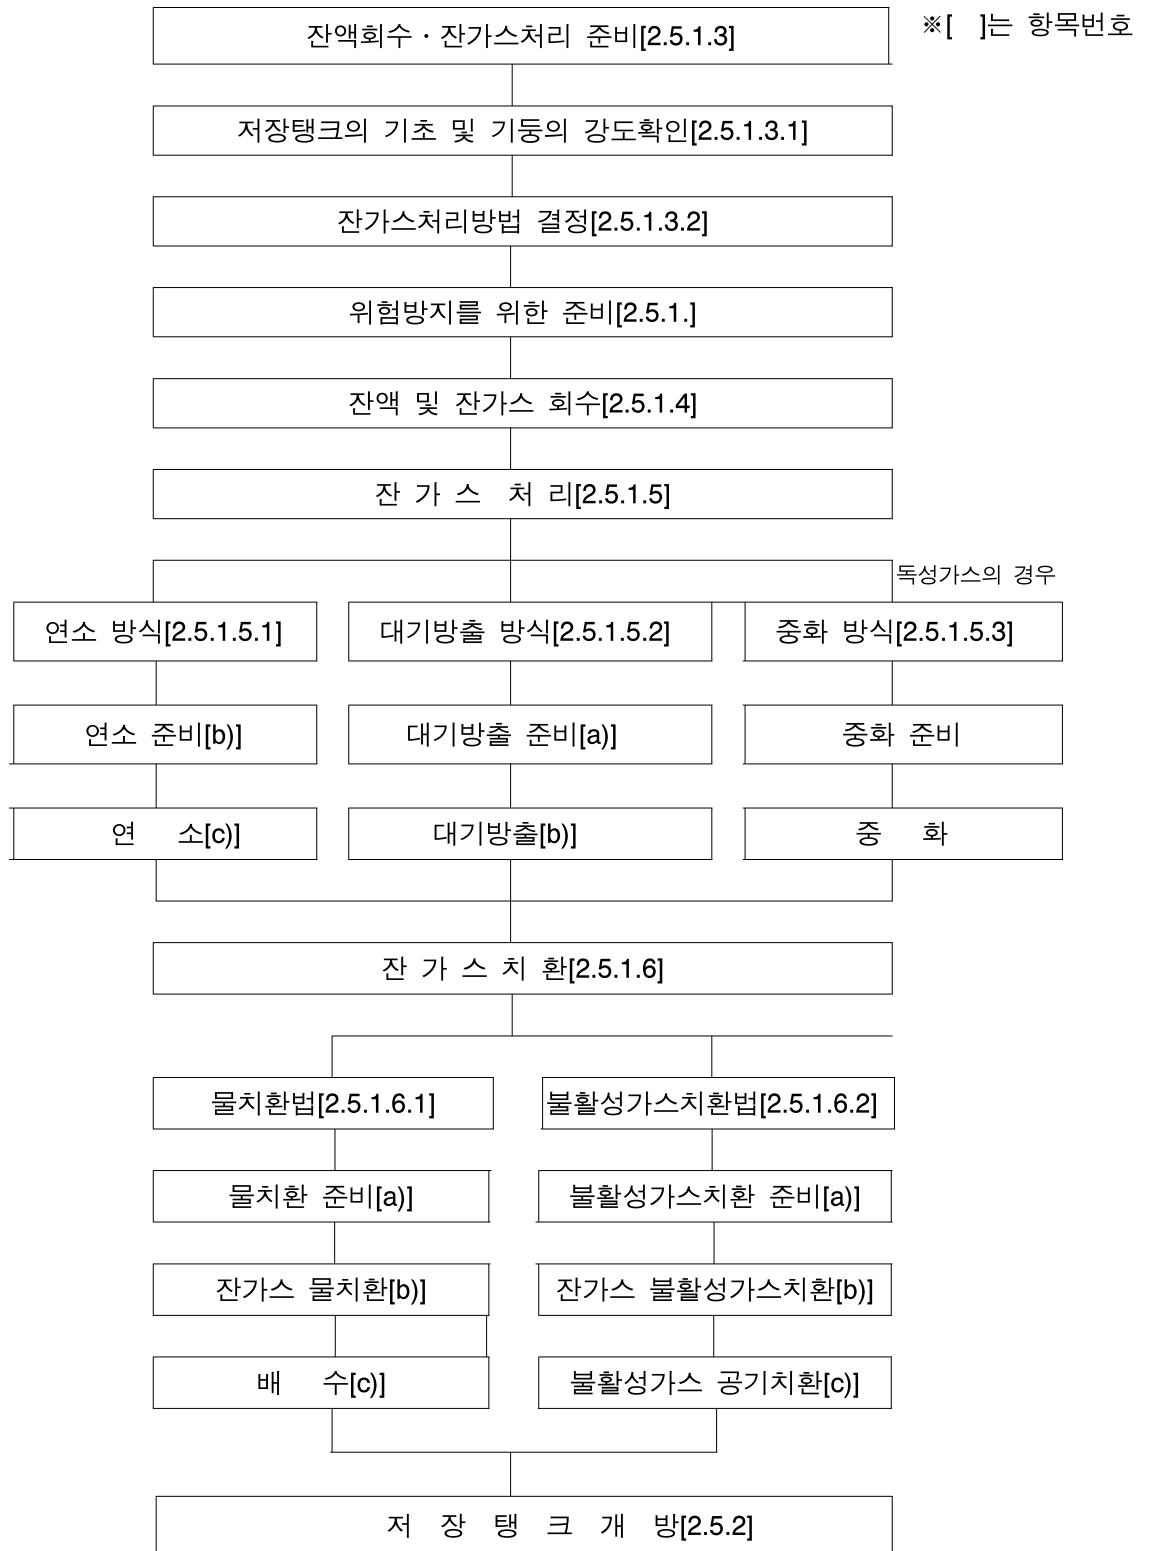 잔액회수 · 잔가스처리 준비[2.5.1.3]
※[ ]는 항목번호
저장탱크의 기초 및 기둥의 강도확인[2.5.1.3.1]
잔가스처리방법 결정[2.5.1.3.2]
위험방지를 위한 준비[2.5.1.]
잔액 및 잔가스 회수[2.5.1.4]
잔 가 스 처 리[2.5.1.5]
독성가스의 경우
연소 방식[2.5.1.5.1]
대기방출 방식[2.5.1.5.2]
중화 방식[2.5.1.5.3]
연소 준비[b)]
대기방출 준비[a)]
중화 준비
연 소[c)]
대기방출[b)]
중 화
잔 가 스 치 환[2.5.1.6]
물치환법[2.5.1.6.1]
불활성가스치환법[2.5.1.6.2]
물치환 준비[a)]
불활성가스치환 준비[a)]
잔가스 물치환[b)]
잔가스 불활성가스치환[b)]
배 수[c)]
불활성가스 공기치환[c)]
저 장 탱 크 개 방[2.5.2]